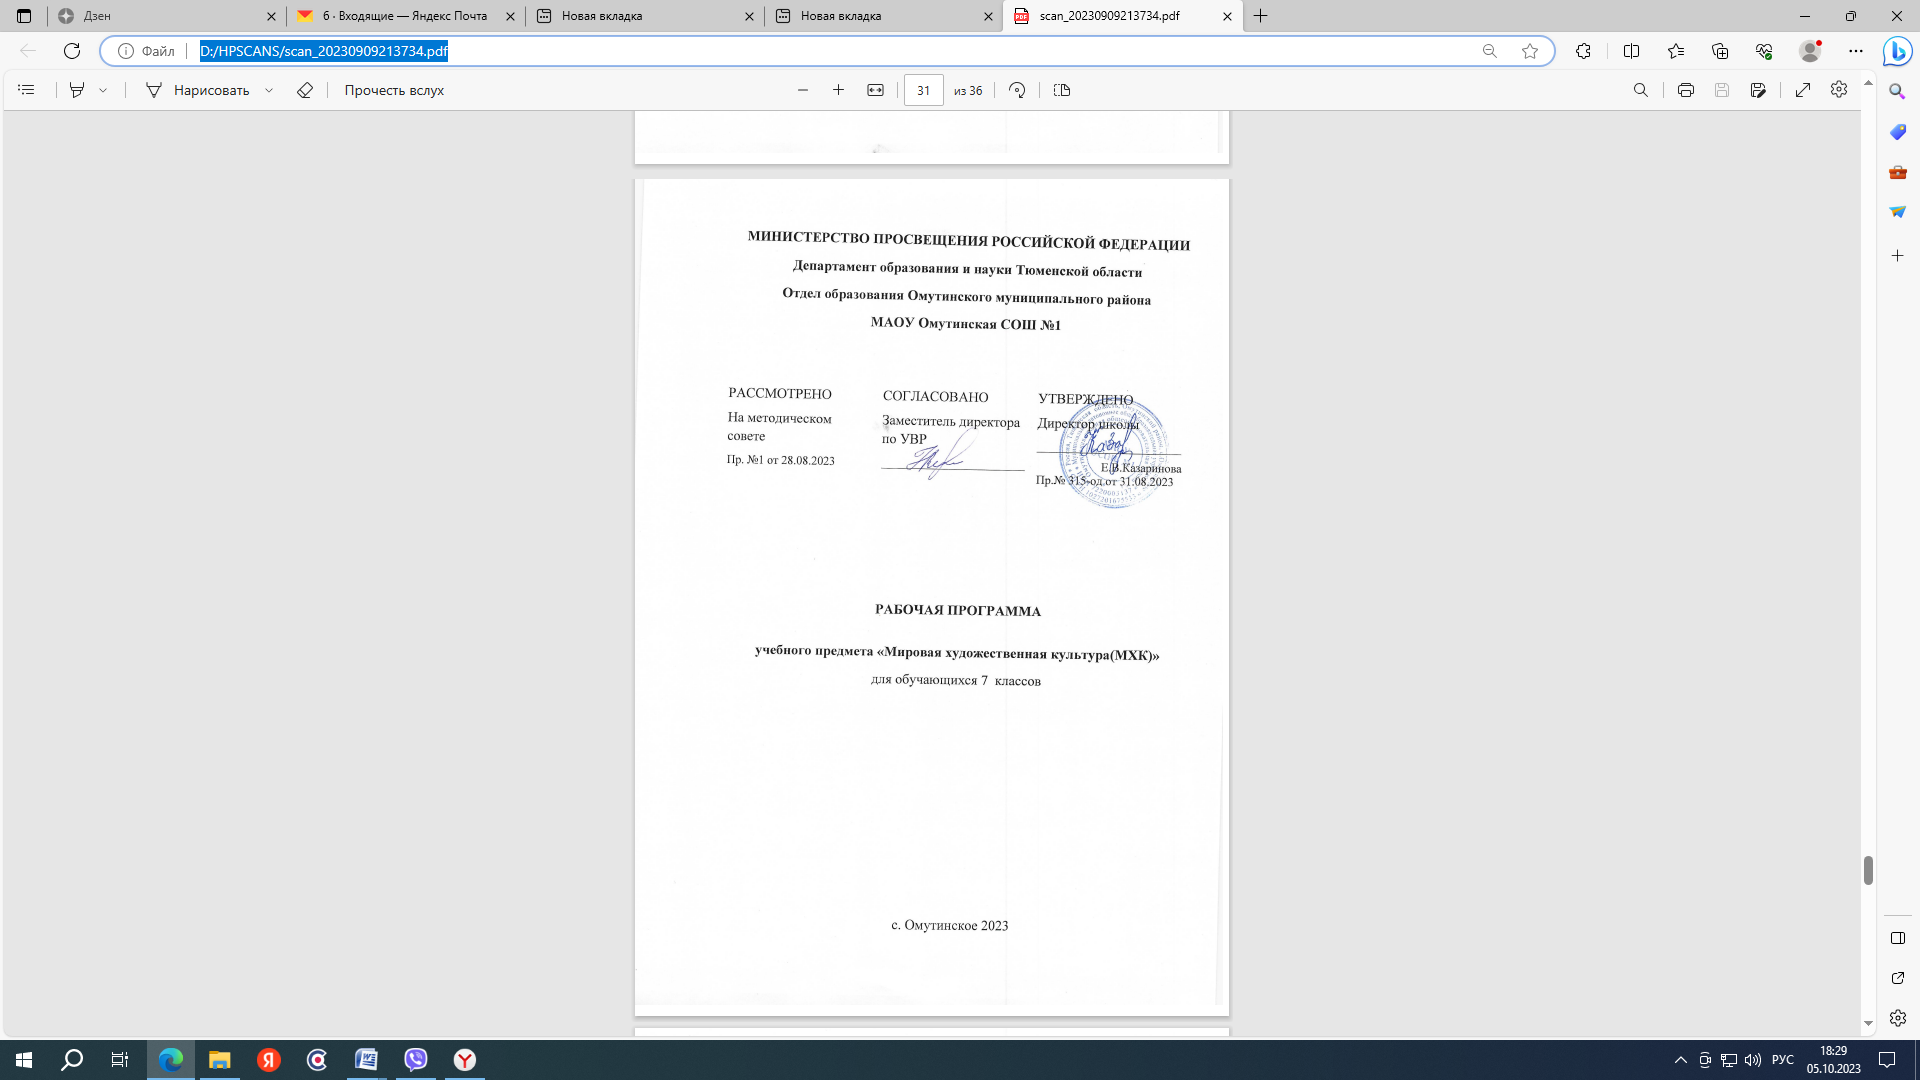 Дзен
6 · Входящие — Яндекс Почта
Новая вкладка
Новая вкладка
scan_20230909213734.pdf
Файл
D:/HPSCANS/scan_20230909213734.pdf
Нарисовать
Прочесть вслух
31
из 36
МИНИСТЕРСТВО ПРОСВЕЩЕНИЯ РОССИЙСКОЙ ФЕДЕРАЦИИ
Департамент образования и науки Тюменской области
Отдел образования Омутинского муниципального района
МАОУ Омутинская СОШ №1
РАССМОТРЕНО
На методическом
совете
Пр. №1 от 28.08.2023
СОГЛАСОВАНО
Заместитель директора
по УВР
УТВЕРЖДЕНО
Директор школы
Е.В.Казаринова
Пр.№ 315-од от 31.08.2023
РАБОЧАЯ ПРОГРАММА
учебного предмета «Мировая художественная культура(МХК)»
для обучающихся 7 классов
с. Омутинское 2023
РУС
18:29
05.10.2023